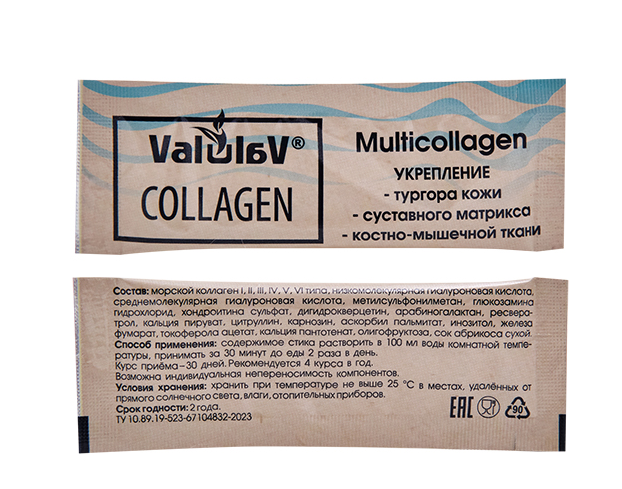 ValulaV®
COLLAGEN
Multicollagen
УКРЕПЛЕНИЕ
- тургора кожи
- суставного матрикса
- костно-мышечной ткани
Состав: морской коллаген I, II, III, IV, V, VI типа, низкомолекулярная гиалуроновая кислота,
среднемолекулярная гиалуроновая кислота, метилсульфонилметан, глюкозамина
гидрохлорид, хондроитина сульфат, дигидрокверцетин, арабиногалактан, ресвера-
трол, кальция пируват, цитруллин, карнозин, аскорбил пальмитат, инозитол, железа
фумарат, токоферола ацетат, кальция пантотенат, олигофруктоза, сок абрикоса сухой.
Способ применения: содержимое стика растворить в 100 мл воды комнатной темпе-
ратуры, принимать за 30 минут до еды 2 раза в день.
Курс приёма – 30 дней. Рекомендуется 4 курса в год.
Возможна индивидуальная непереносимость компонентов.
Условия хранения: хранить при температуре не выше 25 °С в местах, удалённых от
прямого солнечного света, влаги, отопительных приборов.
Срок годности: 2 года.
ТУ 10.89.19-523-67104832-2023
EAC
90